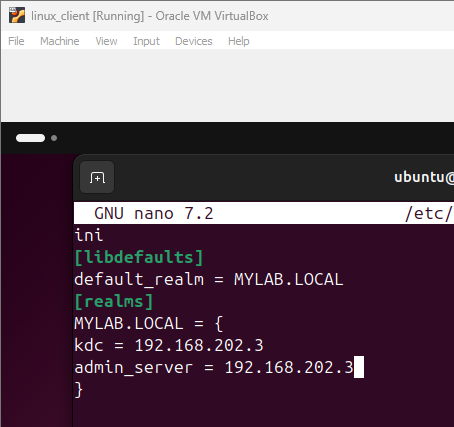 linux_client [Running] - Oracle VM VirtualBox
File Machine View Input Devices Help
ubuntu@
GNU nano 7.2 /etc/
ini
[libdefaults]
default_realm = MYLAB.LOCAL
[realms]
MYLAB.LOCAL = {
kdc = 192.168.202.3
admin_server = 192.168.202.3
}